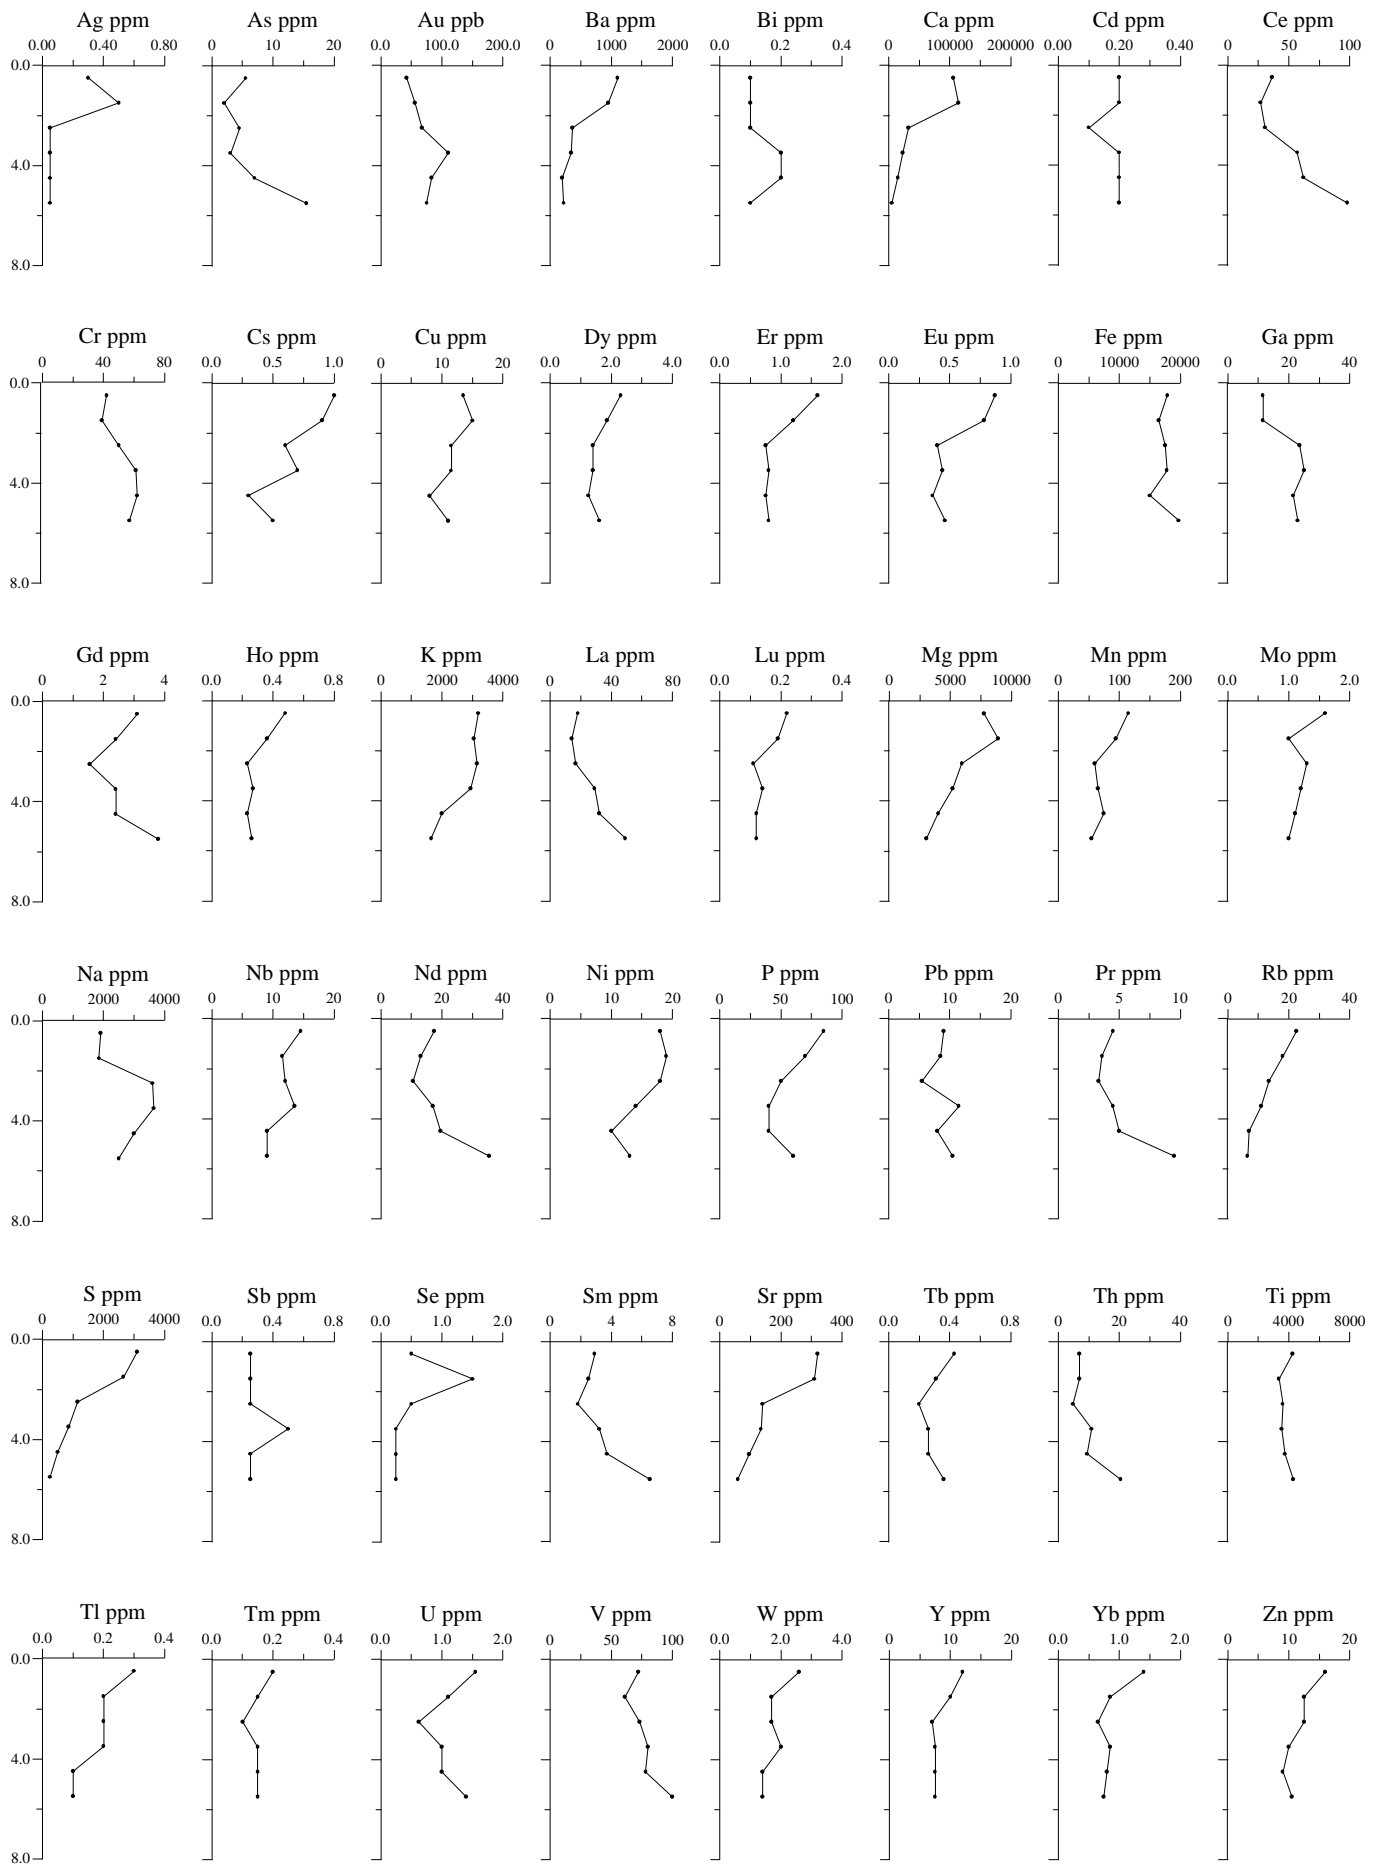 Ag ppm As ppm Au ppb Ba ppm Bi ppm Ca ppm Cd ppm Ce ppm
0.00 0.40 0.80 0 10 20 0.0 100.0 200.0 0 1000 2000 0.0 0.2 0.4 0 100000 200000 0.00 0.20 0.40 0 50 100
0.0
4.0
8.0
Cr ppm Cs ppm Cu ppm Dy ppm Er ppm Eu ppm Fe ppm Ga ppm
0 40 80 0.0 0.5 1.0 0 10 20 0.0 2.0 4.0 0.0 1.0 2.0 0.0 0.5 1.0 0 10000 20000 0 20 40
0.0
4.0
8.0
Gd ppm Ho ppm K ppm La ppm Lu ppm Mg ppm Mn ppm Mo ppm
0 2 4 0.0 0.4 0.8 0 2000 4000 0 40 80 0.0 0.2 0.4 0 5000 10000 0 100 200 0.0 1.0 2.0
0.0
4.0
8.0
Na ppm Nb ppm Nd ppm Ni ppm P ppm Pb ppm Pr ppm Rb ppm
0 2000 4000 0 10 20 0 20 40 0 10 20 0 50 100 0 10 20 0 5 10 0 20 40
0.0
4.0
8.0
S ppm Sb ppm Se ppm Sm ppm Sr ppm Tb ppm Th ppm Ti ppm
0 2000 4000 0.0 0.4 0.8 0.0 1.0 2.0 0 4 8 0 200 400 0.0 0.4 0.8 0 20 40 0 4000 8000
0.0
4.0
8.0
Tl ppm Tm ppm U ppm V ppm W ppm Y ppm Yb ppm Zn ppm
0.0 0.2 0.4 0.0 0.2 0.4 0.0 1.0 2.0 0 50 100 0.0 2.0 4.0 0 10 20 0.0 1.0 2.0 0 10 20
0.0
4.0
8.0